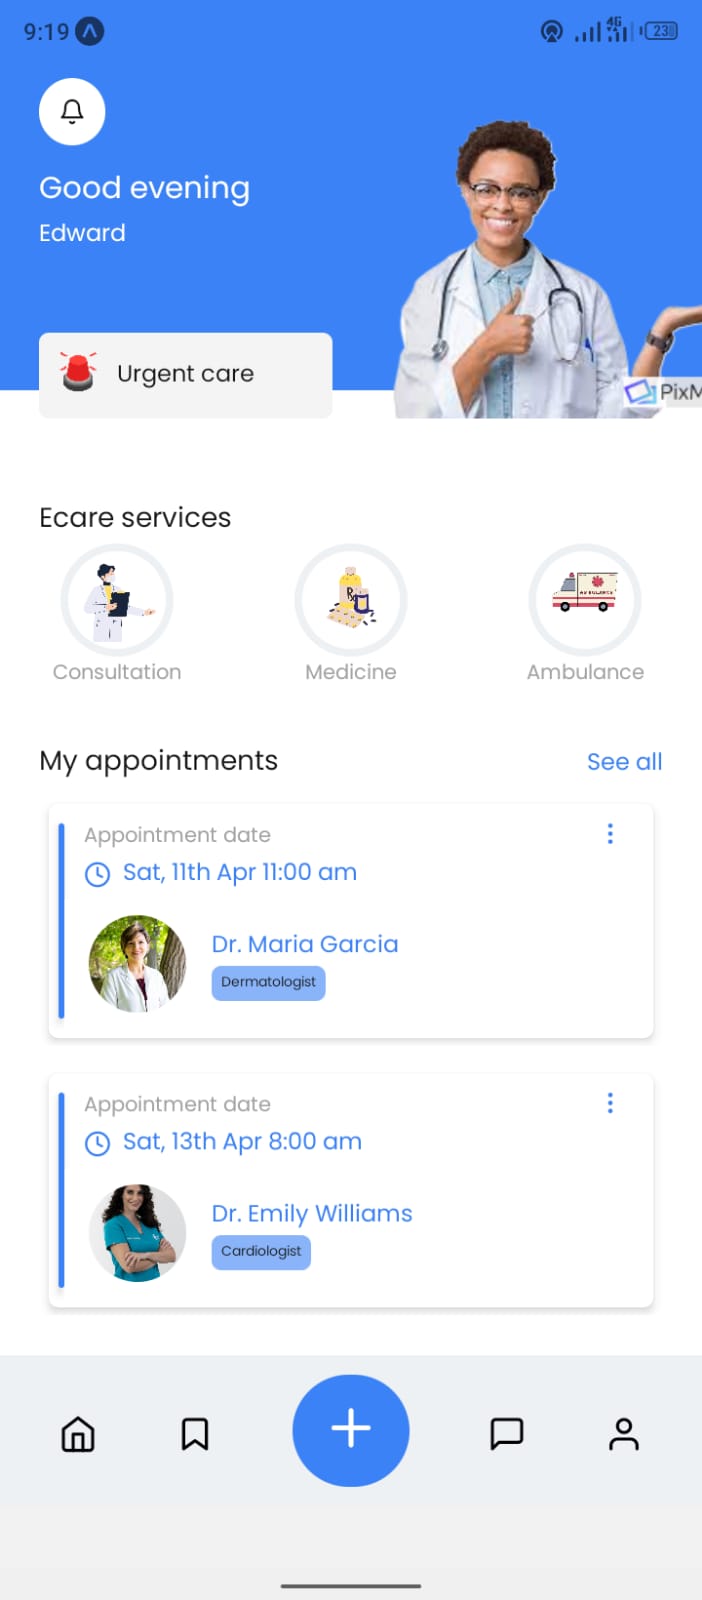 9:19
4G
23
Good evening
Edward
PixM
Urgent care
Ecare services
AMBULANCE
Consultation
Medicine
Ambulance
My appointments
See all
Appointment date
Sat, 11th Apr 11:00 am
Dr. Maria Garcia
Dermatologist
Appointment date
Sat, 13th Apr 8:00 am
Dr. Emily Williams
Cardiologist